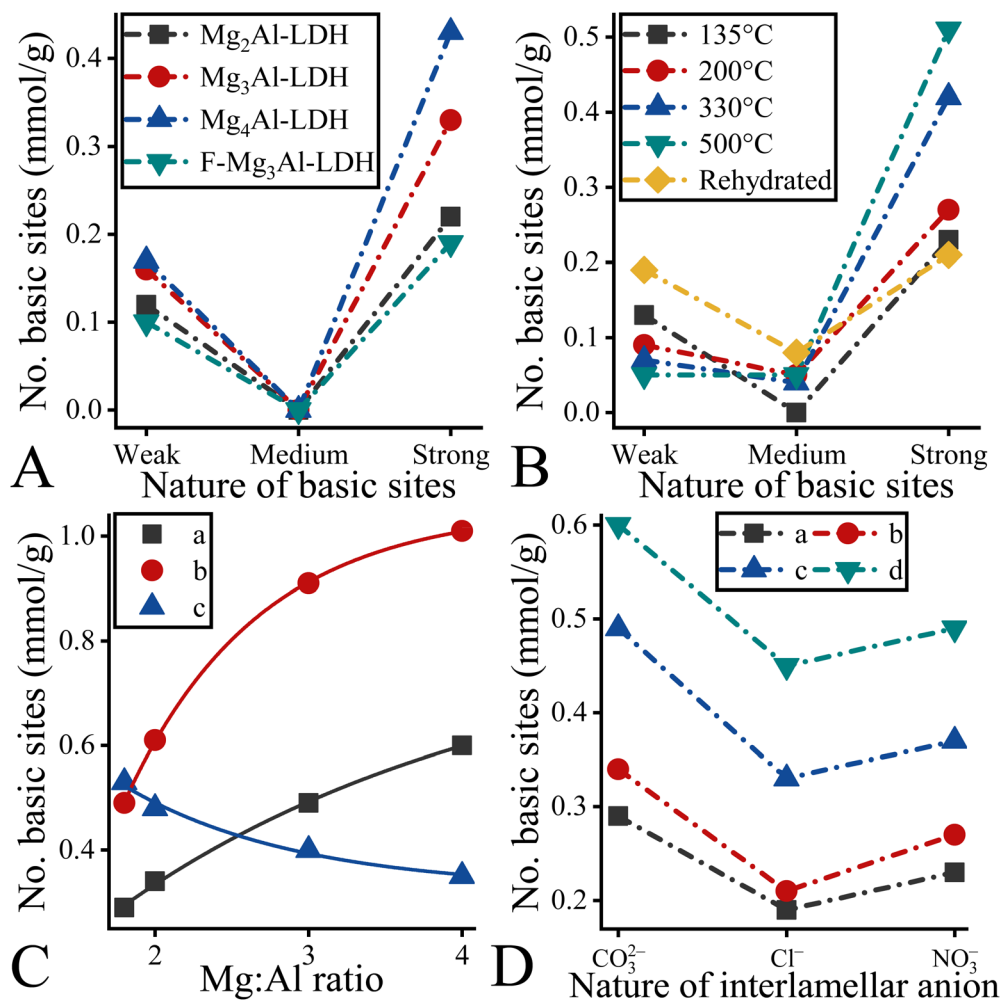 No. basic sites (mmol/g)
0.4
0.3
0.2
0.1
0.0
Mg₂Al-LDH
Mg₃Al-LDH
Mg₄Al-LDH
F-Mg₃Al-LDH
Weak Medium Strong
Nature of basic sites
A
No. basic sites (mmol/g)
0.5
0.4
0.3
0.2
0.1
0.0
135°C
200°C
330°C
500°C
Rehydrated
Weak Medium Strong
Nature of basic sites
B
No. basic sites (mmol/g)
1.0
0.8
0.6
0.4
a
b
c
2 3 4
Mg:Al ratio
C
No. basic sites (mmol/g)
0.6
0.5
0.4
0.3
0.2
a b
c d
CO₃²⁻ Cl⁻ NO₃⁻
Nature of interlamellar anion
D